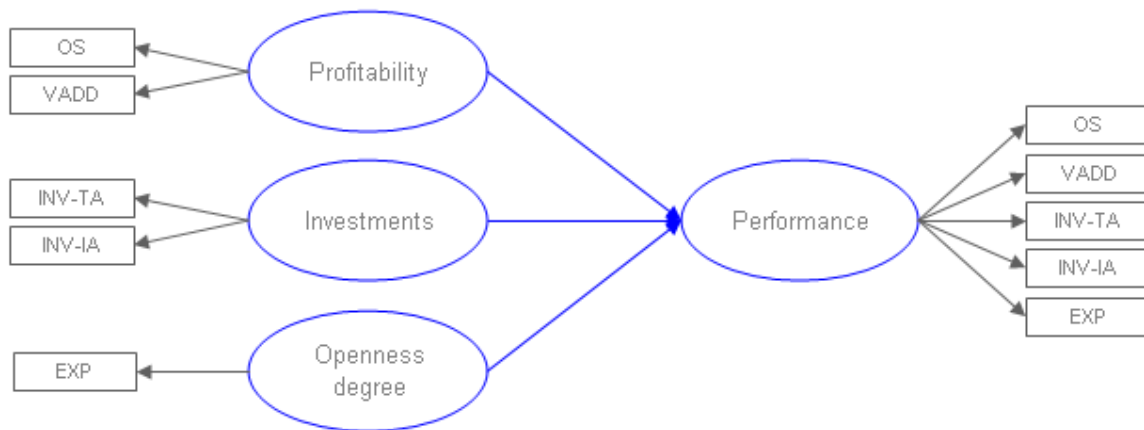 OS
VADD
Profitability
INV-TA
INV-IA
Investments
EXP
Openness
degree
Performance
OS
VADD
INV-TA
INV-IA
EXP